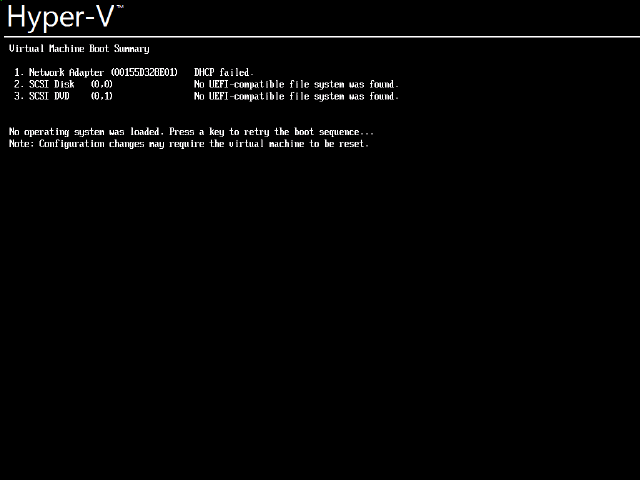 Hyper-V™
Virtual Machine Boot Summary
1. Network Adapter (00155D32BE01) DHCP failed.
2. SCSI Disk (0,0) No UEFI-compatible file system was found.
3. SCSI DVD (0,1) No UEFI-compatible file system was found.
No operating system was loaded. Press a key to retry the boot sequence...
Note: Configuration changes may require the virtual machine to be reset.